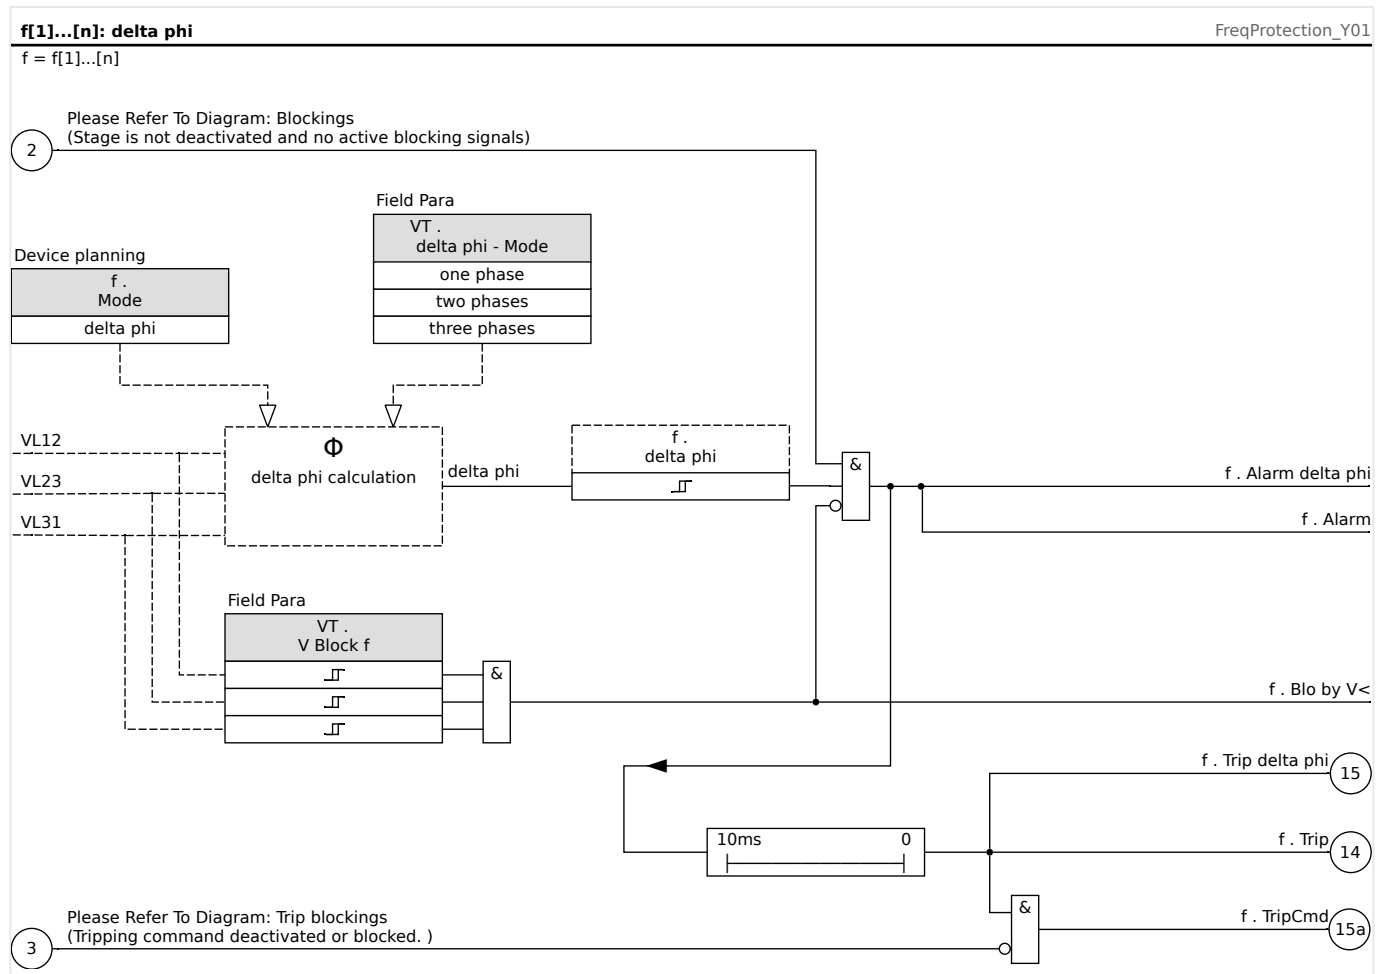 f[1]...[n]: delta phi
FreqProtection_Y01
f = f[1]...[n]
Please Refer To Diagram: Blockings
(Stage is not deactivated and no active blocking signals)
2
Field Para
VT .
delta phi - Mode
one phase
two phases
three phases
Device planning
f .
Mode
delta phi
VL12
VL23
VL31
Φ
delta phi calculation
delta phi
f .
delta phi
&
f . Alarm delta phi
f . Alarm
Field Para
VT .
V Block f
&
f . Blo by V<
f . Trip delta phi
15
10ms 0
f . Trip
14
&
f . TripCmd
15a
Please Refer To Diagram: Trip blockings
(Tripping command deactivated or blocked. )
3